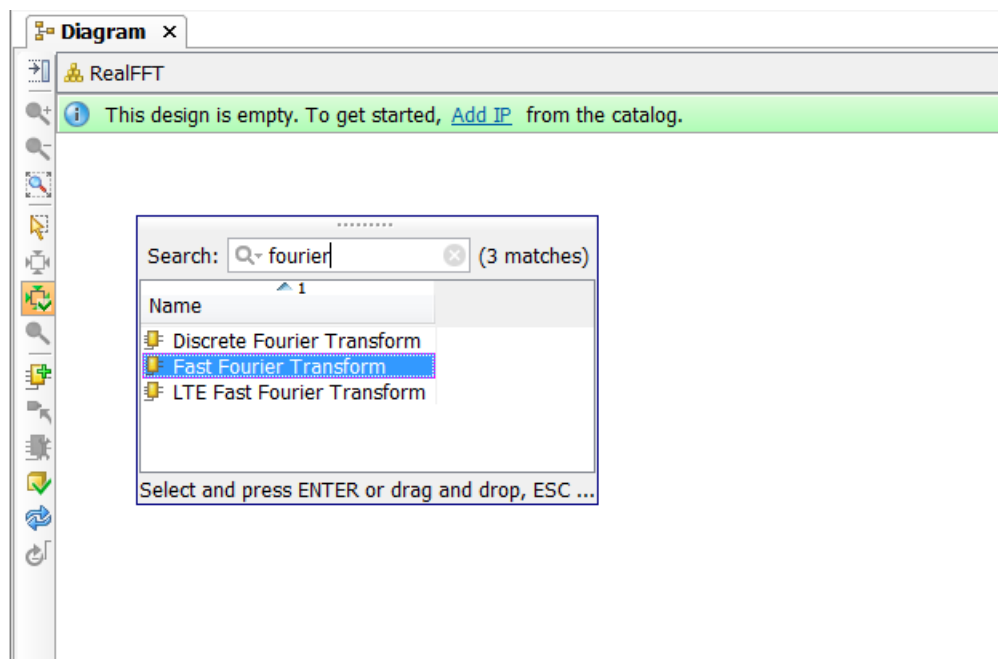 Diagram ×
RealFFT
This design is empty. To get started, Add IP from the catalog.
Search: fourier (3 matches)
1
Name
Discrete Fourier Transform
Fast Fourier Transform
LTE Fast Fourier Transform
Select and press ENTER or drag and drop, ESC ...